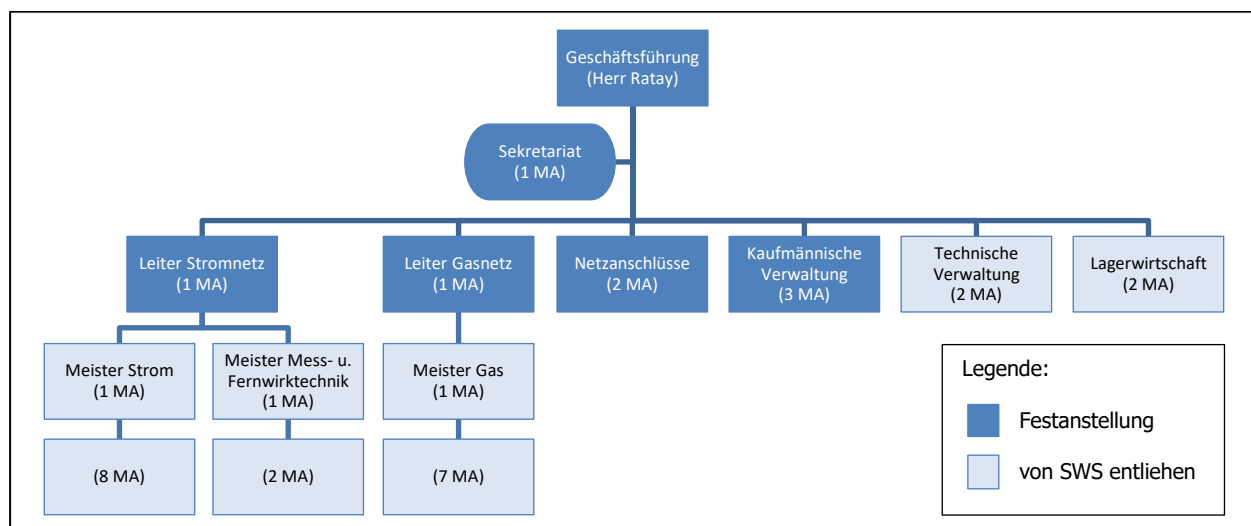 Geschäftsführung
(Herr Ratay)
Sekretariat
(1 MA)
Leiter Stromnetz
(1 MA)
Leiter Gasnetz
(1 MA)
Netzanschlüsse
(2 MA)
Kaufmännische
Verwaltung
(3 MA)
Technische
Verwaltung
(2 MA)
Lagerwirtschaft
(2 MA)
Meister Strom
(1 MA)
Meister Mess- u.
Fernwirktechnik
(1 MA)
Meister Gas
(1 MA)
(8 MA)
(2 MA)
(7 MA)
Legende:
Festanstellung
von SWS entliehen